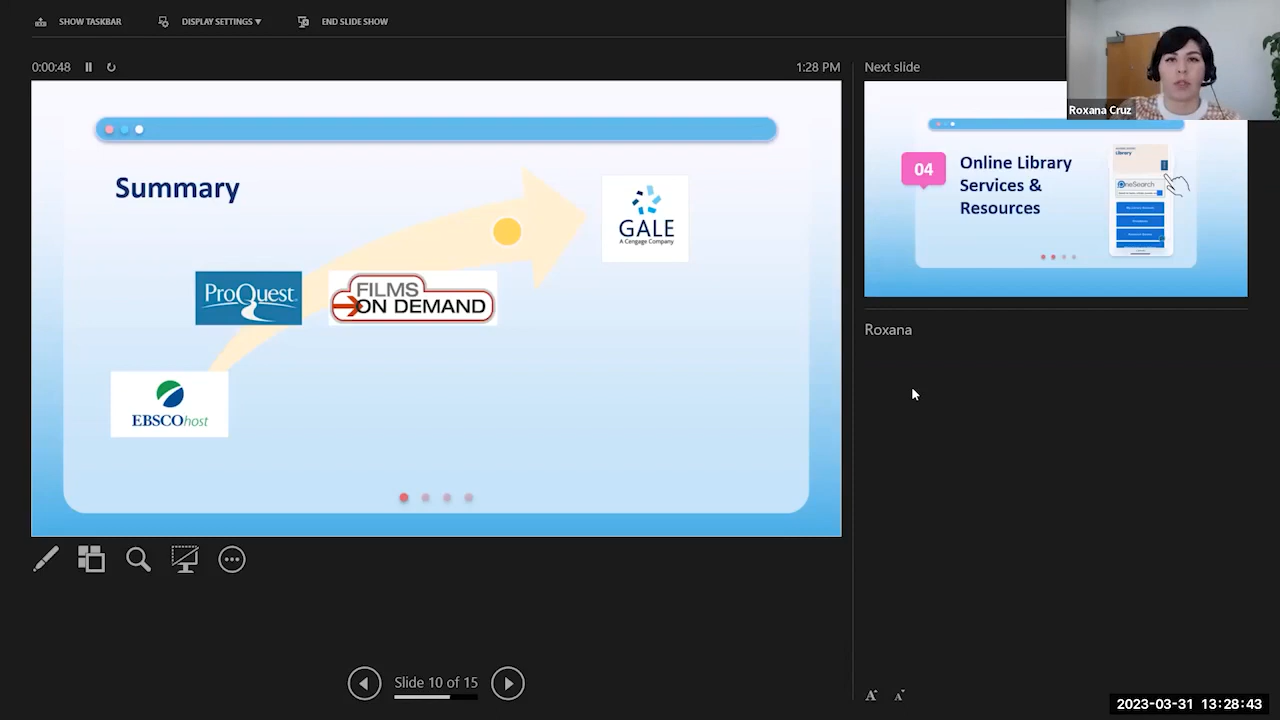 SHOW TASKBAR
DISPLAY SETTINGS ▼
END SLIDE SHOW
0:00:48
1:28 PM
Summary
GALE
A Cengage Company
ProQuest
FILMS
ON DEMAND
EBSCOhost
Next slide
Roxana Cruz
04
Online Library
Services &
Resources
Library
OneSearch
Roxana
Slide 10 of 15
A A
2023-03-31 13:28:43